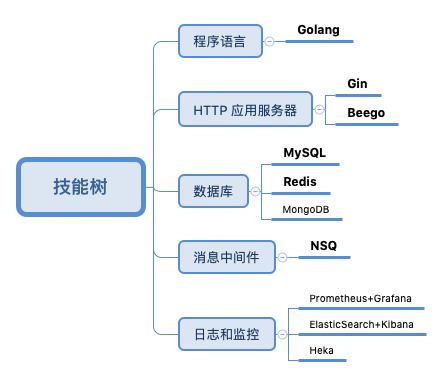 技能树
程序语言
Golang
HTTP 应用服务器
Gin
Beego
数据库
MySQL
Redis
MongoDB
消息中间件
NSQ
日志和监控
Prometheus+Grafana
ElasticSearch+Kibana
Heka